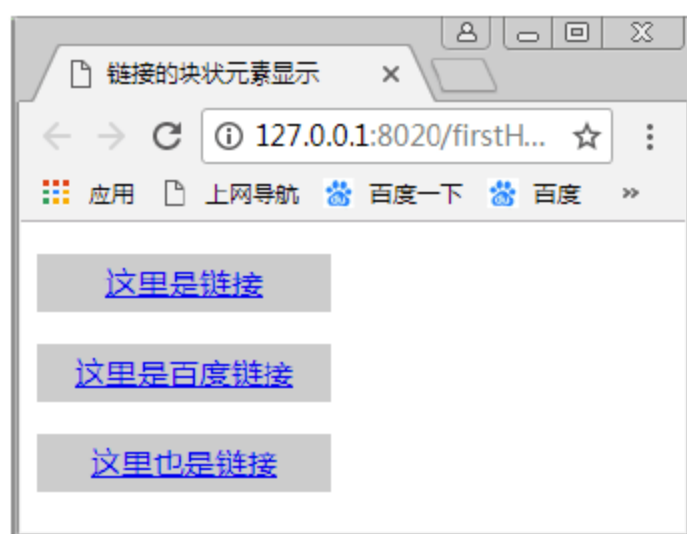 链接的块状元素显示
127.0.0.1:8020/firstH...
应用 上网导航 百度一下 百度 »
这里是链接
这里是百度链接
这里也是链接